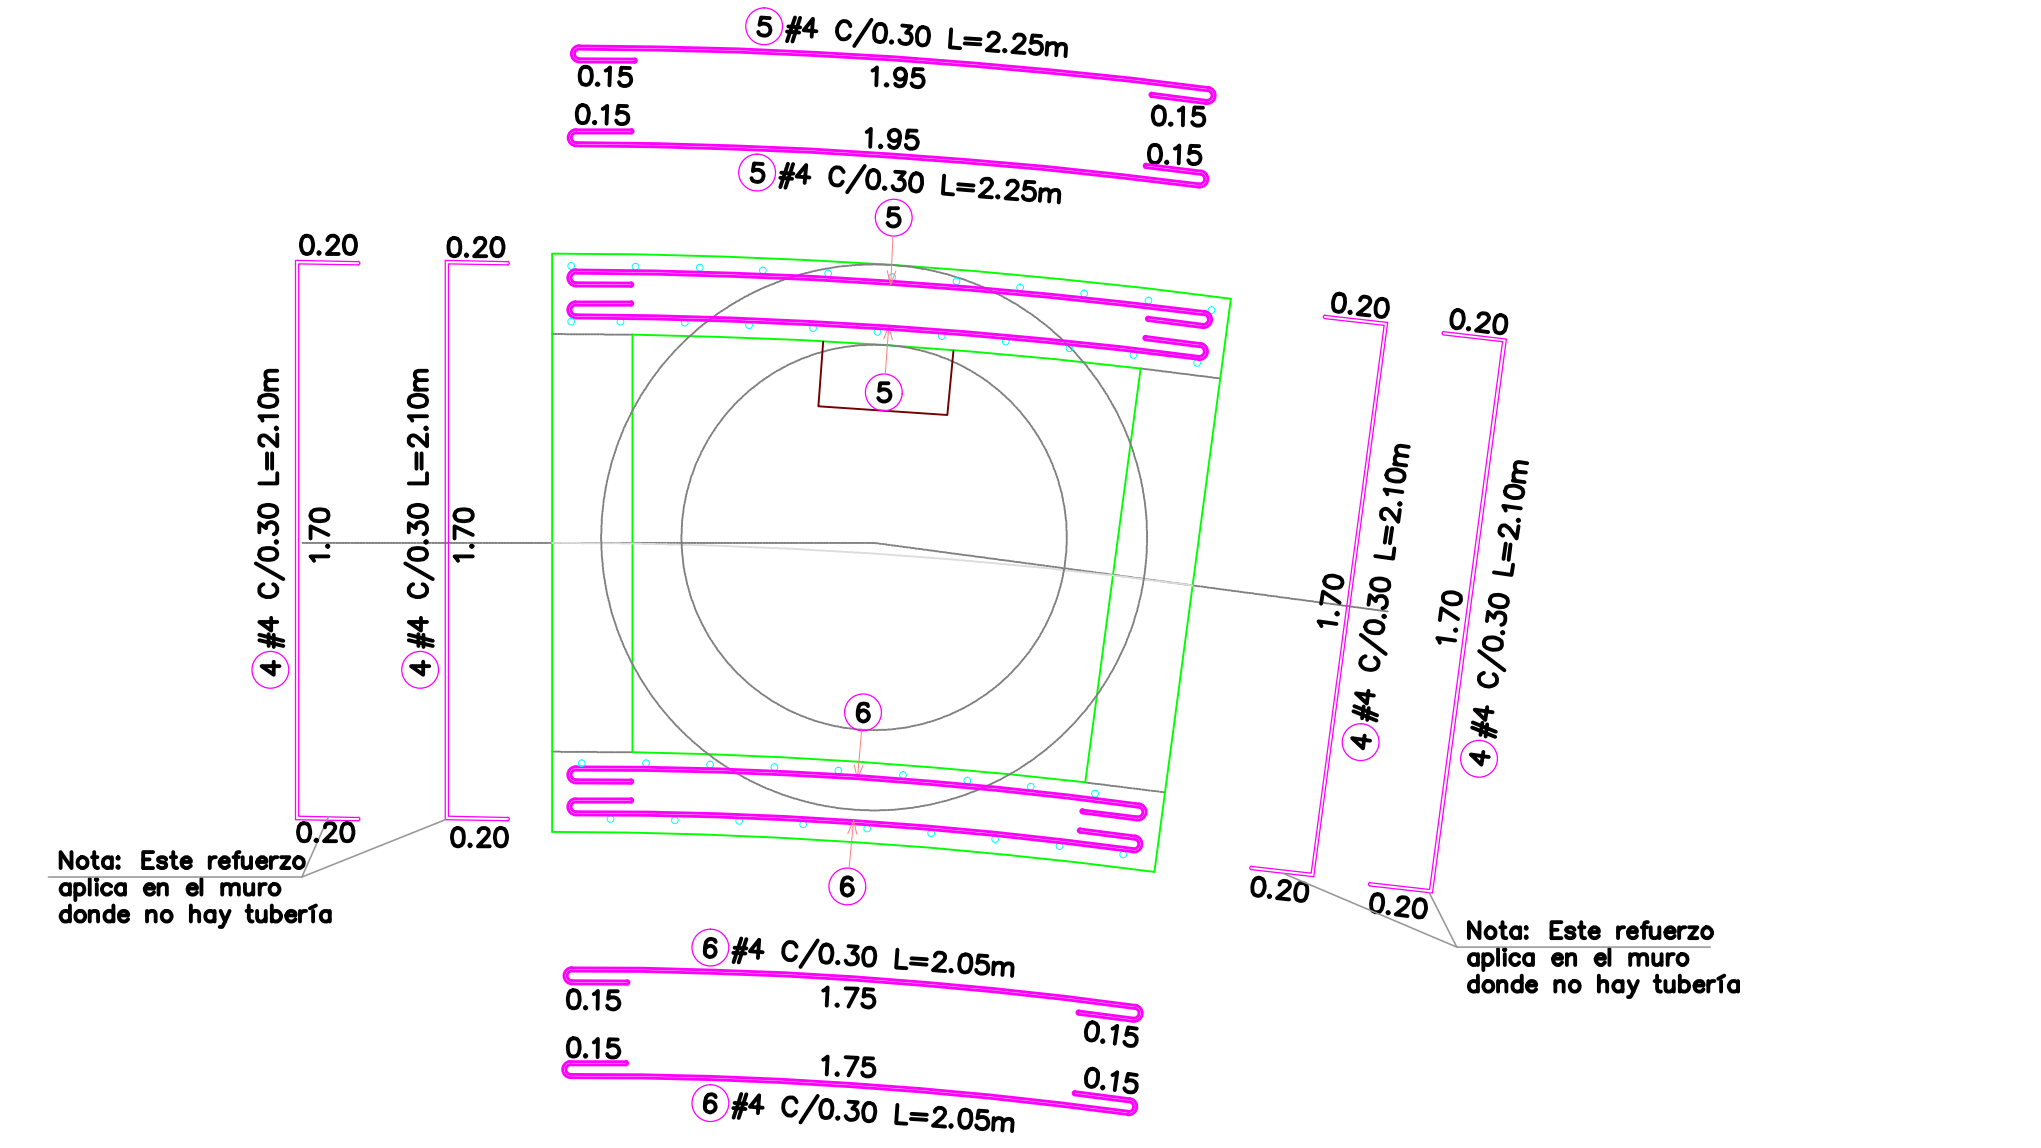 5 #4 C/0.30 L=2.25m
0.15
1.95
0.15
0.15
1.95
0.15
5 #4 C/0.30 L=2.25m
5
0.20
0.20
0.20
0.20
5
4 #4 C/0.30 L=2.10m
1.70
4 #4 C/0.30 L=2.10m
1.70
1.70
4 #4 C/0.30 L=2.10m
1.70
4 #4 C/0.30 L=2.10m
6
0.20
0.20
Nota: Este refuerzo
aplica en el muro
donde no hay tubería
6
0.20
0.20
Nota: Este refuerzo
aplica en el muro
donde no hay tubería
6 #4 C/0.30 L=2.05m
0.15
1.75
0.15
0.15
1.75
0.15
6 #4 C/0.30 L=2.05m